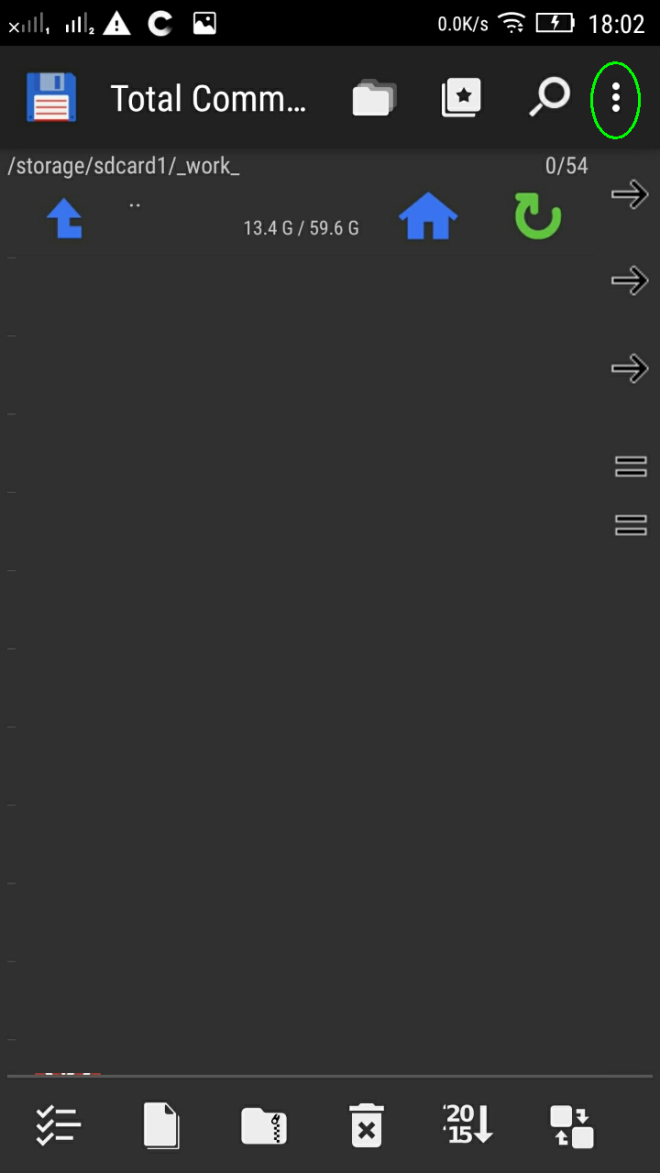 0.0K/s 18:02
Total Comm...
/storage/sdcard1/_work_ 0/54
..
13.4 G / 59.6 G
'20
'15